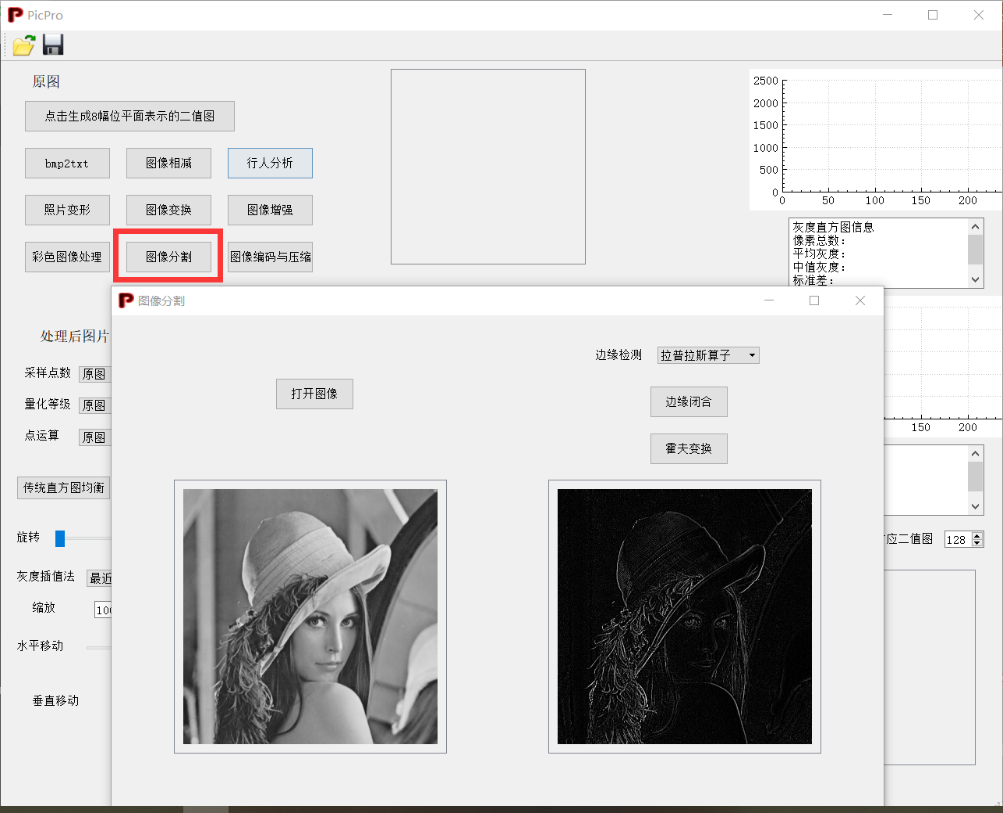 PicPro
原图
点击生成8幅位平面表示的二值图
bmp2txt 图像相减 行人分析
照片变形 图像变换 图像增强
彩色图像处理 图像分割 图像编码与压缩
2500
2000
1500
1000
500
0
0 50 100 150 200
灰度直方图信息
像素总数:
平均灰度:
中值灰度:
标准差:
图像分割
处理后图片
采样点数 原图
量化等级 原图
点运算 原图
传统直方图均衡
旋转
灰度插值法 最近
缩放 100
水平移动
垂直移动
边缘检测 拉普拉斯算子
打开图像
边缘闭合
霍夫变换
150 200
应二值图 128